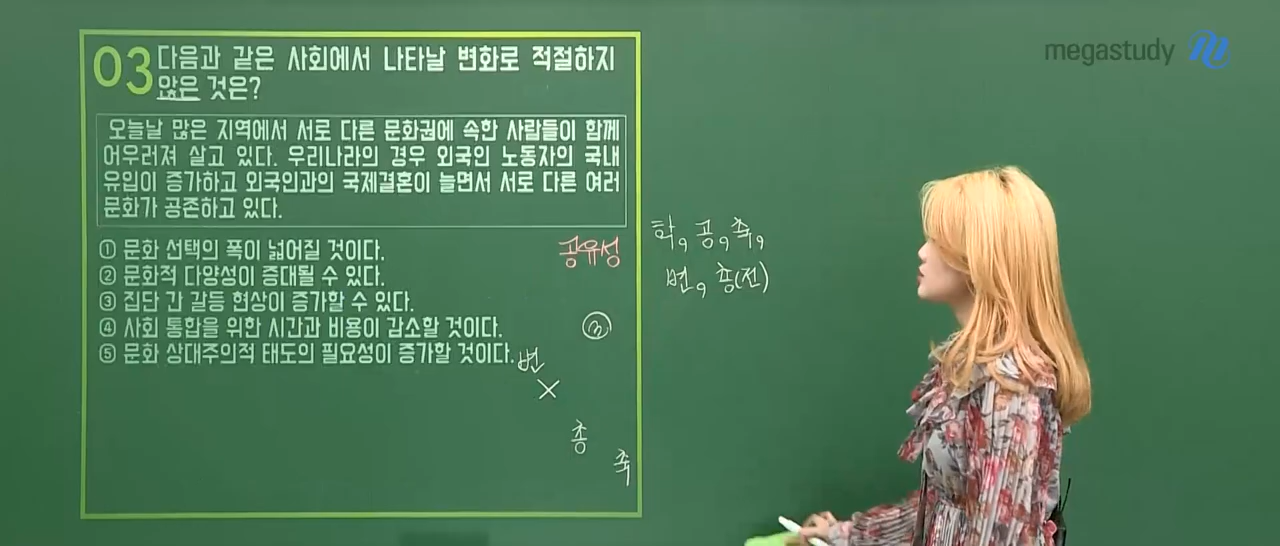 megastudy
03 다음과 같은 사회에서 나타날 변화로 적절하지
않은 것은?
오늘날 많은 지역에서 서로 다른 문화권에 속한 사람들이 함께
어우러져 살고 있다. 우리나라의 경우 외국인 노동자의 국내
유입이 증가하고 외국인과의 국제결혼이 늘면서 서로 다른 여러
문화가 공존하고 있다.
① 문화 선택의 폭이 넓어질 것이다.
② 문화적 다양성이 증대될 수 있다.
③ 집단 간 갈등 현상이 증가할 수 있다.
④ 사회 통합을 위한 시간과 비용이 감소할 것이다.
⑤ 문화 상대주의적 태도의 필요성이 증가할 것이다.
공유성
변
×
총
축
학, 공, 축,
변, 총(전)